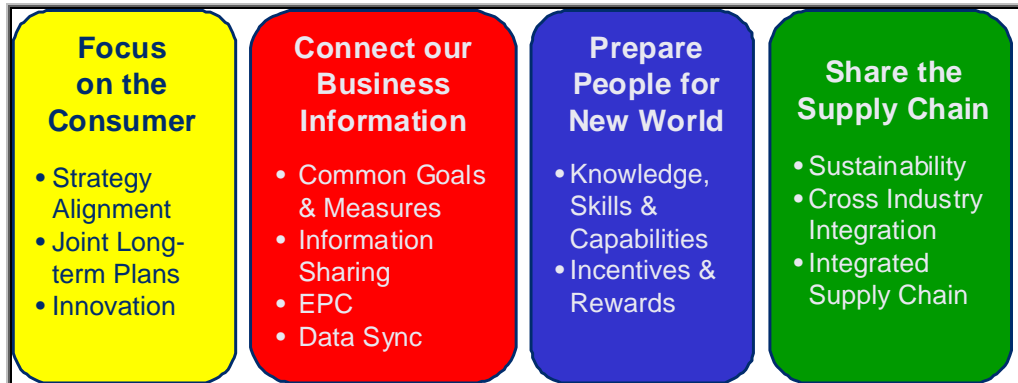 Focus
on the
Consumer
• Strategy
Alignment
• Joint Long-
term Plans
• Innovation
Connect our
Business
Information
• Common Goals
& Measures
• Information
Sharing
• EPC
• Data Sync
Prepare
People for
New World
• Knowledge,
Skills &
Capabilities
• Incentives &
Rewards
Share the
Supply Chain
• Sustainability
• Cross Industry
Integration
• Integrated
Supply Chain